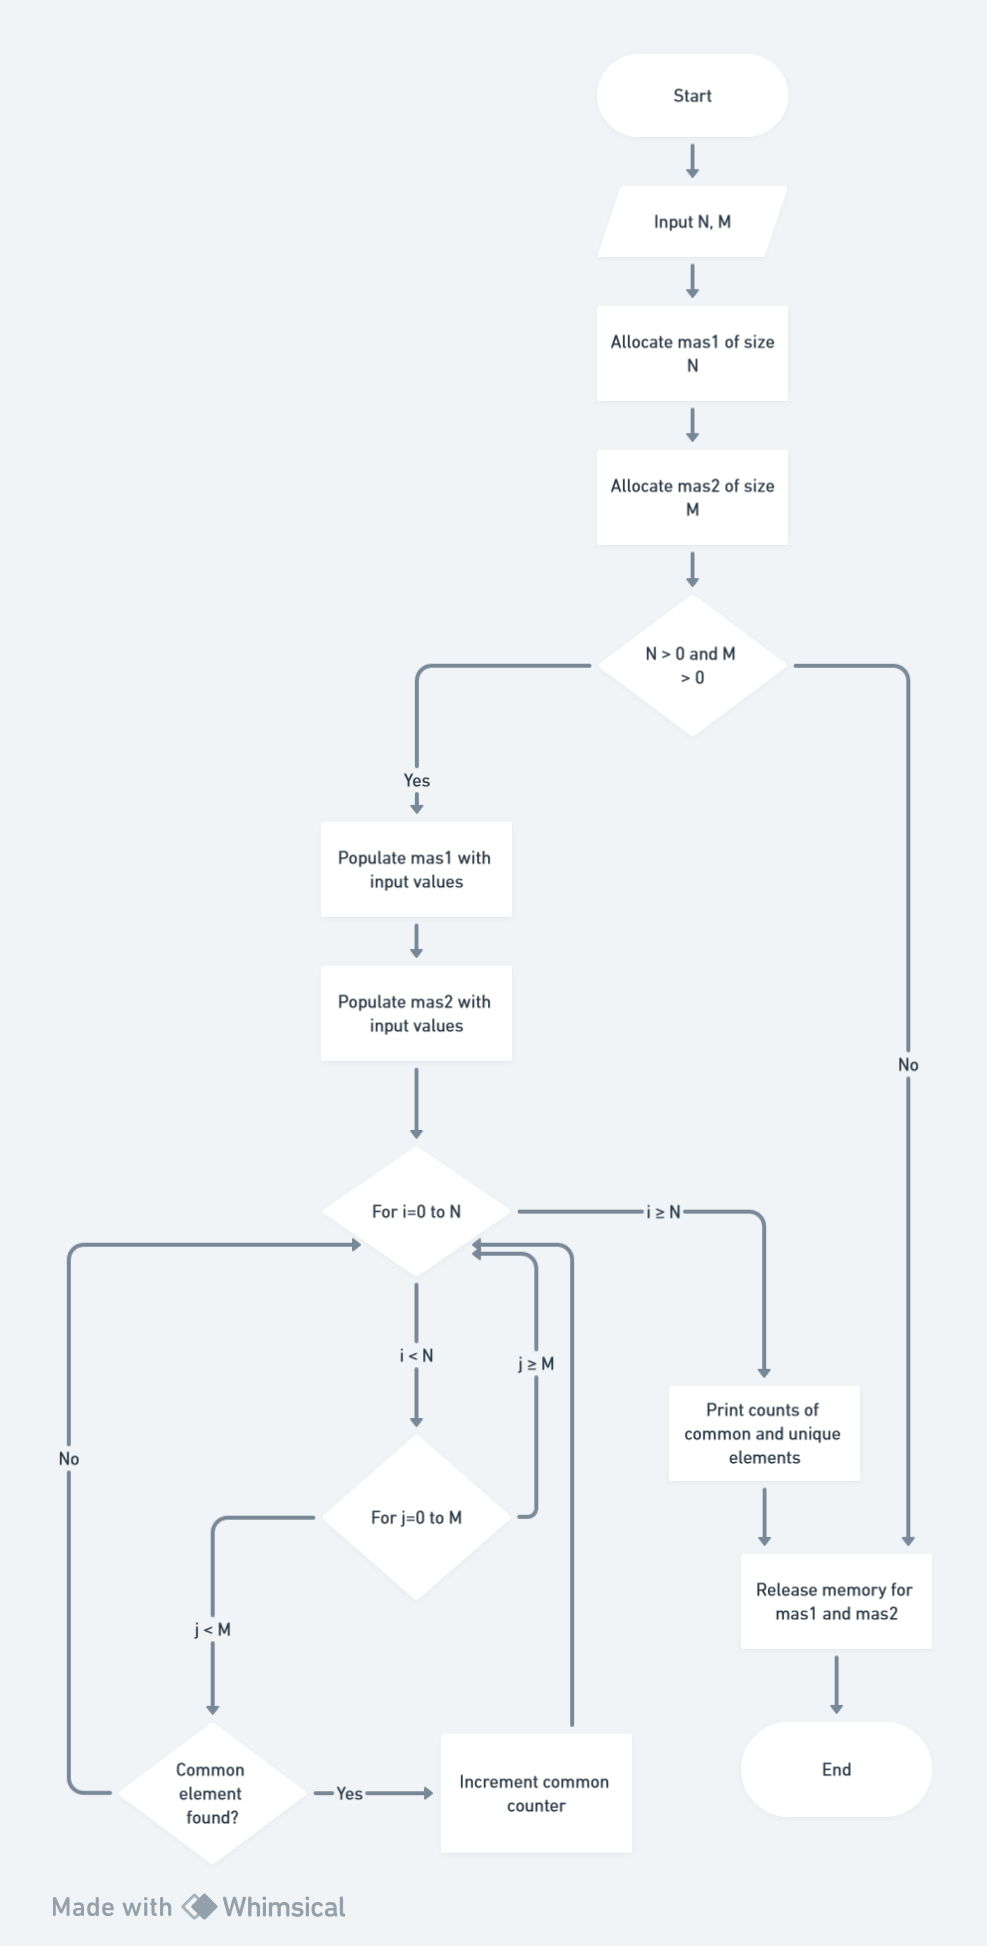 Start
Input N, M
Allocate mas1 of size
N
Allocate mas2 of size
M
N > 0 and M
> 0
Yes
Populate mas1 with
input values
Populate mas2 with
input values
No
For i=0 to N
i ≥ N
i < N
j ≥ M
Print counts of
common and unique
elements
No
For j=0 to M
Release memory for
mas1 and mas2
j < M
Common
element
found?
Yes
Increment common
counter
End
Made with Whimsical